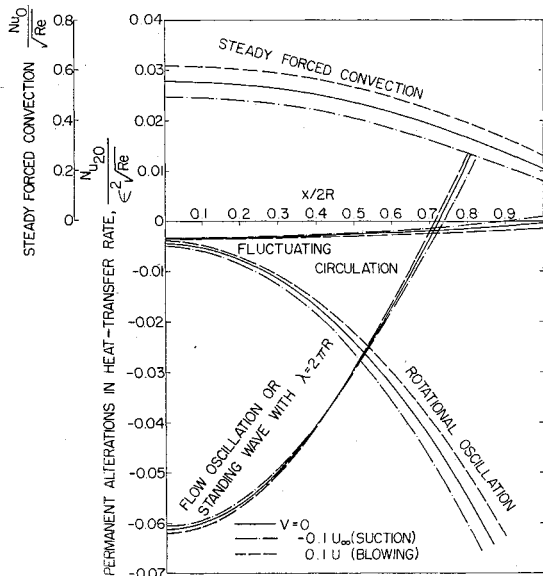 STEADY FORCED CONVECTION Nu0/√Re
0.8
0.6
0.4
0.2
0
PERMANENT ALTERATIONS IN HEAT-TRANSFER RATE, Nu20/ϵ²√Re
0.04
0.03
0.02
0.01
0
-0.01
-0.02
-0.03
-0.04
-0.05
-0.06
-0.07
STEADY FORCED CONVECTION
X/2R
0.1 0.2 0.3 0.4 0.5 0.6 0.7 0.8 0.9
FLUCTUATING
CIRCULATION
FLOW OSCILLATION OR
STANDING WAVE WITH λ=2πR
ROTATIONAL
OSCILLATION
V=0
-0.1 U∞ (SUCTION)
0.1 U (BLOWING)